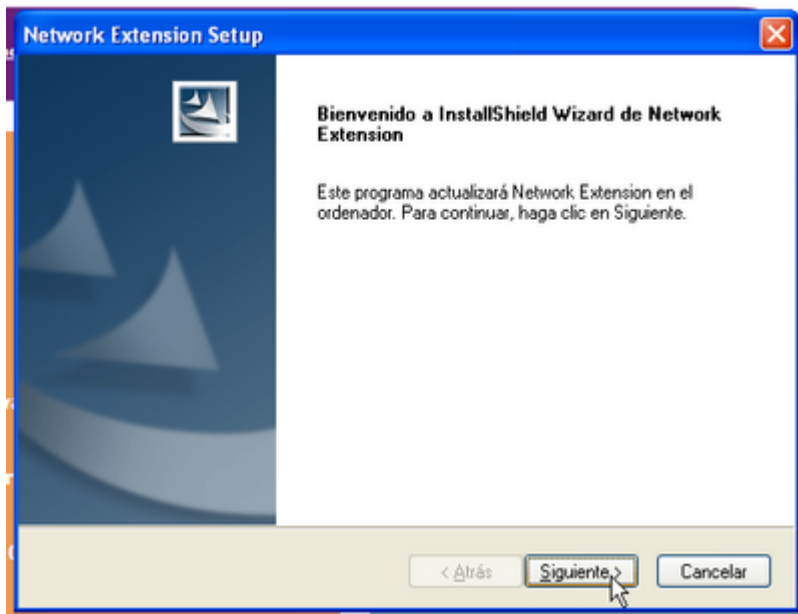 Network Extension Setup
Bienvenido a InstallShield Wizard de Network
Extension
Este programa actualizará Network Extension en el
ordenador. Para continuar, haga clic en Siguiente.
< Atrás
Siguiente >
Cancelar